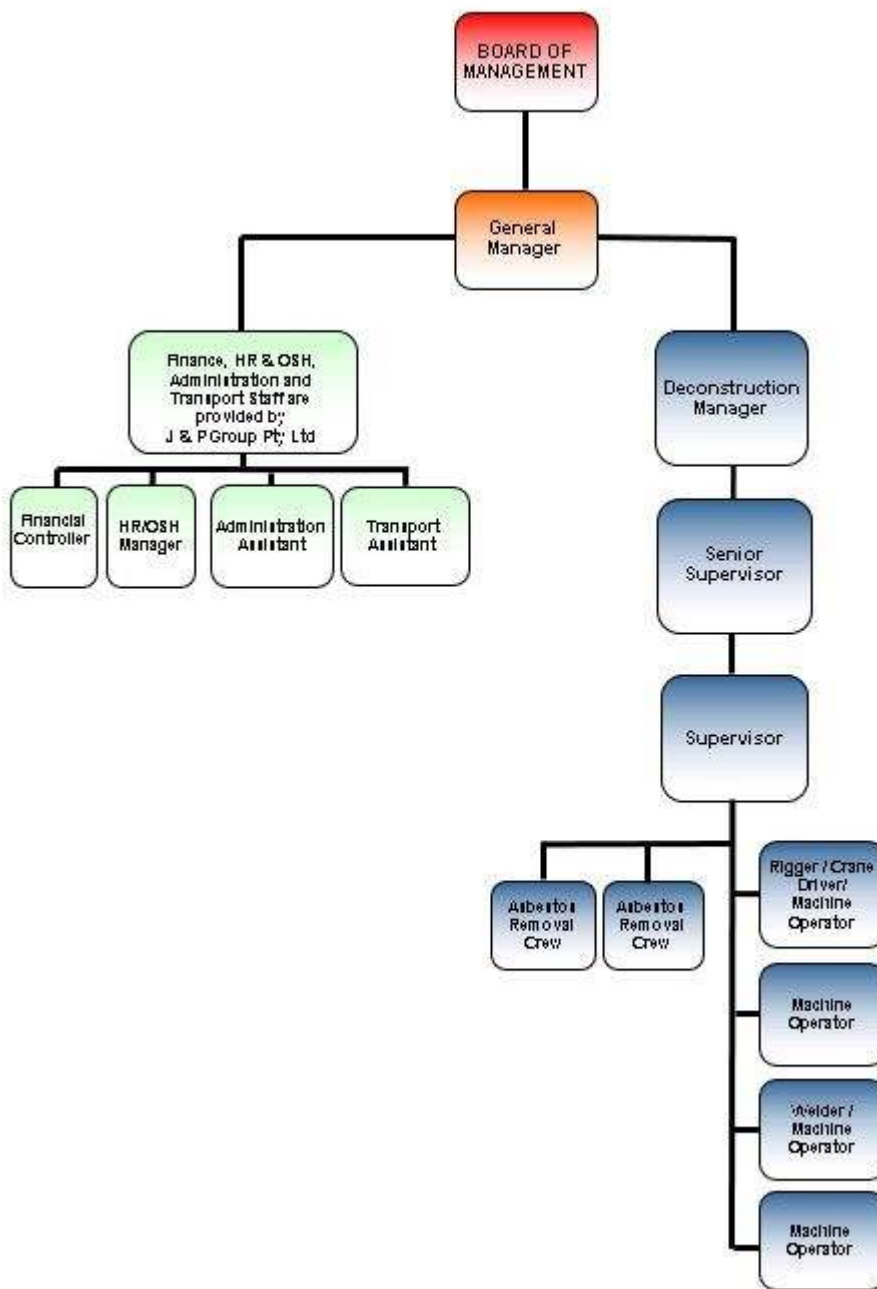 BOARD OF
MANAGEMENT
General
Manager
Finance, HR & OSH,
Administration and
Transport Staff are
provided by
J & P Group Pty Ltd
Deconstruction
Manager
Financial
Controller
HR/OSH
Manager
Administration
Assistant
Transport
Assistant
Senior
Supervisor
Supervisor
Asbestos
Removal
Crew
Asbestos
Removal
Crew
Rigger / Crane
Driver/
Machine
Operator
Machine
Operator
Welder /
Machine
Operator
Machine
Operator